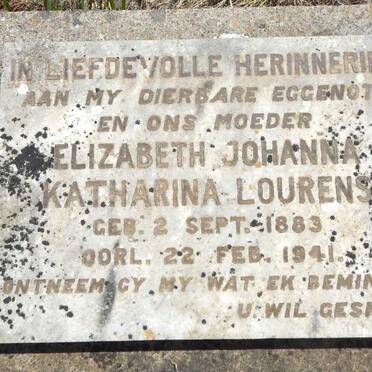 IN LIEFDEVOLLE HERINNERIN
AAN MY DIERBARE EGGENOT
EN ONS MOEDER
ELIZABETH JOHANNA
KATHARINA LOURENS
GEB. 2 SEPT. 1883
OORL. 22 FEB. 1941.
ONTNEEM GY MY WAT EK BEMIN
U WIL GESK